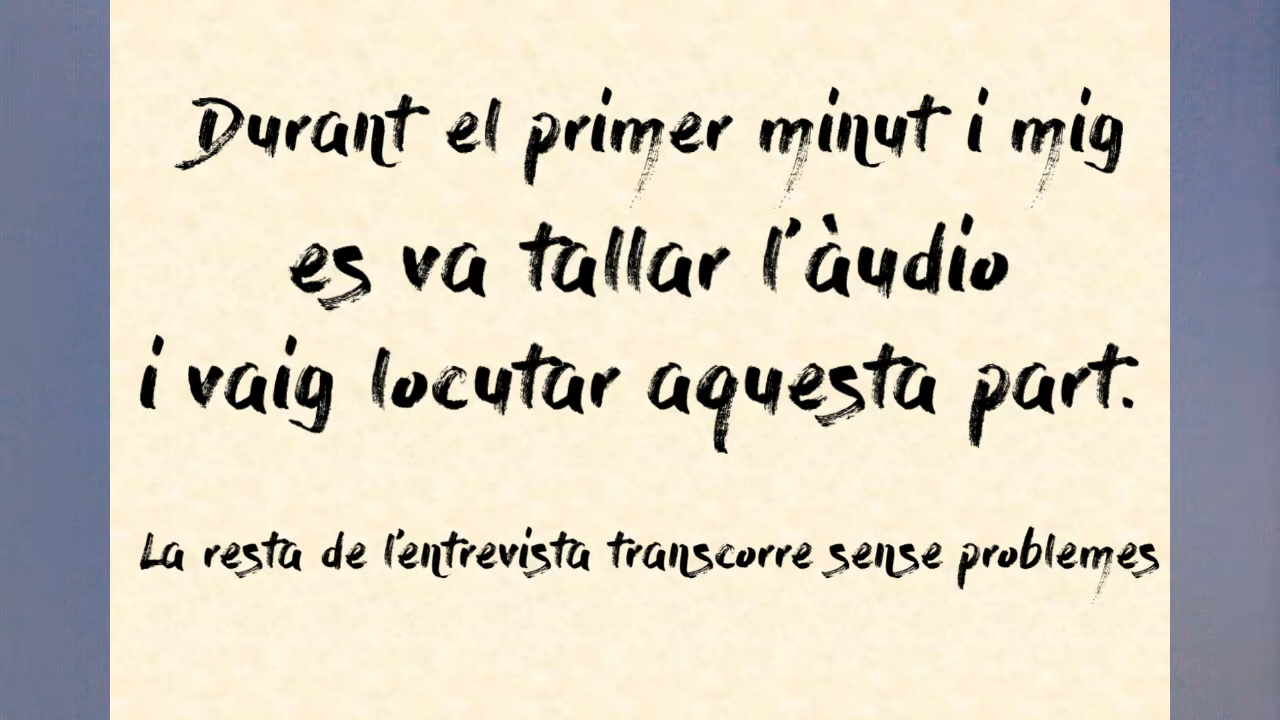 Durant el primer minut i mig
es va tallar l'àudio
i vaig locutar aquesta part.
La resta de l'entrevista transcorre sense problemes